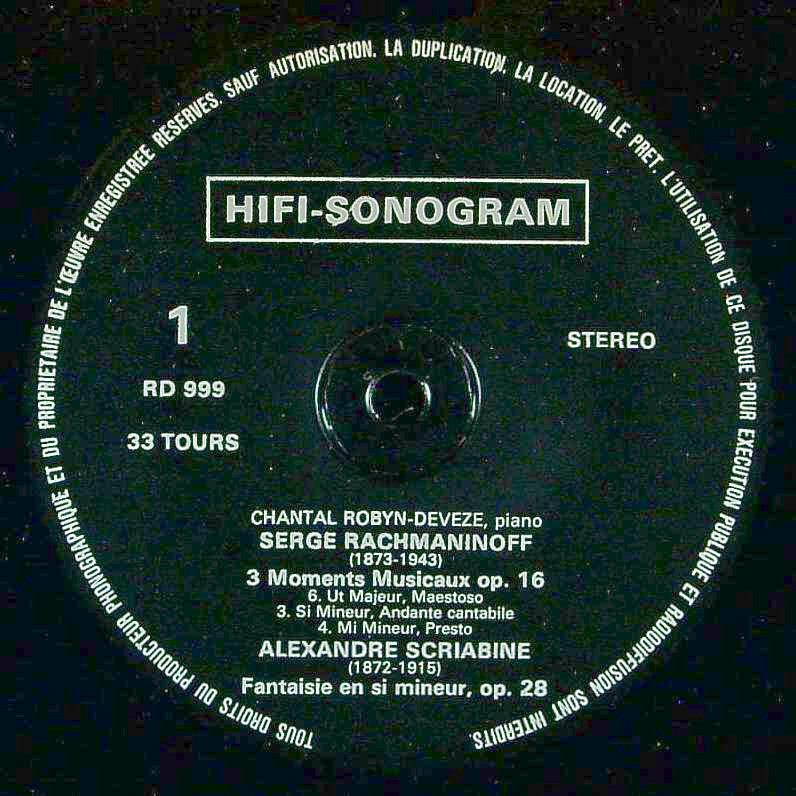 TOUS DROITS DU PRODUCTEUR PHONOGRAPHIQUE ET DU PROPRIETAIRE DE L'ŒUVRE ENREGISTREE RESERVES. SAUF AUTORISATION. LA DUPLICATION. LA LOCATION. LE PRET. L'UTILISATION DE CE DISQUE POUR EXECUTION PUBLIQUE ET RADIODIFFUSION SONT INTERDITS.
HIFI-SONOGRAM
1
STEREO
RD 999
33 TOURS
CHANTAL ROBYN-DEVEZE, piano
SERGE RACHMANINOFF
(1873-1943)
3 Moments Musicaux op. 16
6. Ut Majeur, Maestoso
3. Si Mineur, Andante cantabile
4. Mi Mineur, Presto
ALEXANDRE SCRIABINE
(1872-1915)
Fantaisie en si mineur, op. 28